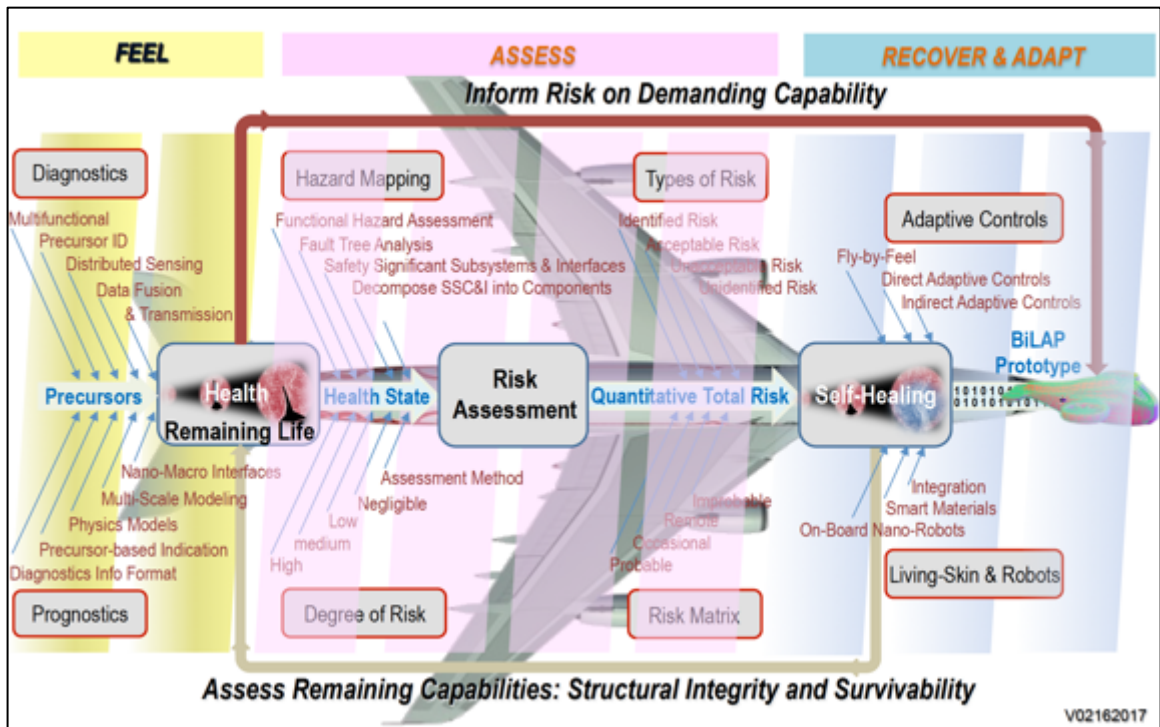 FEEL
ASSESS
RECOVER & ADAPT
Inform Risk on Demanding Capability
Diagnostics
Multifunctional
Precursor ID
Distributed Sensing
Data Fusion
& Transmission
Hazard Mapping
Functional Hazard Assessment
Fault Tree Analysis
Safety Significant Subsystems & Interfaces
Decompose SSC&I into Components
Types of Risk
Identified Risk
Acceptable Risk
Unacceptable Risk
Unidentified Risk
Adaptive Controls
Fly-by-Feel
Direct Adaptive Controls
Indirect Adaptive Controls
Precursors
Health
Remaining Life
Health State
Risk
Assessment
Quantitative Total Risk
Self-Healing
BiLAP
Prototype
Nano-Macro Interfaces
Multi-Scale Modeling
Physics Models
Precursor-based Indication
Diagnostics Info Format
Prognostics
Assessment Method
Negligible
Low
medium
High
Degree of Risk
Improbable
Remote
Occasional
Probable
Risk Matrix
Integration
Smart Materials
On-Board Nano-Robots
Living-Skin & Robots
Assess Remaining Capabilities: Structural Integrity and Survivability
V02162017